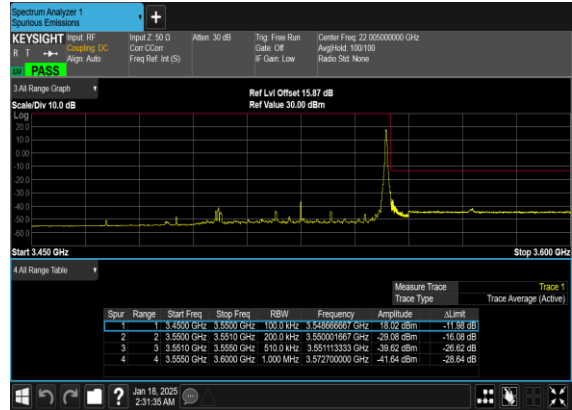 Spectrum Analyzer 1
Spurious Emissions
KEYSIGHT Input: RF Input Z: 50 Ω Atten: 30 dB Trig: Free Run Center Freq: 22.005000000 GHz
R T Coupling: DC Corr CCorr Gate: Off Avg|Hold: 100/100
Align: Auto Freq Ref: Int (S) IF Gain: Low Radio Std: None
PASS
3 All Range Graph
Ref Lvl Offset 15.87 dB
Scale/Div 10.0 dB Ref Value 30.00 dBm
Log
20.0
10.0
0.00
-10.0
-20.0
-30.0
-40.0
-50.0
-60.0
Start 3.450 GHz Stop 3.600 GHz
4 All Range Table
Measure Trace Trace 1
Trace Type Trace Average (Active)
Spur Range Start Freq Stop Freq RBW Frequency Amplitude ΔLimit
1 1 3.4500 GHz 3.5500 GHz 100.0 kHz 3.548666667 GHz 18.02 dBm -11.98 dB
2 2 3.5500 GHz 3.5510 GHz 200.0 kHz 3.550001667 GHz -29.08 dBm -16.08 dB
3 3 3.5510 GHz 3.5550 GHz 510.0 kHz 3.551113333 GHz -39.62 dBm -26.62 dB
4 4 3.5550 GHz 3.6000 GHz 1.000 MHz 3.572700000 GHz -41.64 dBm -28.64 dB
? Jan 18, 2025
2:31:35 AM